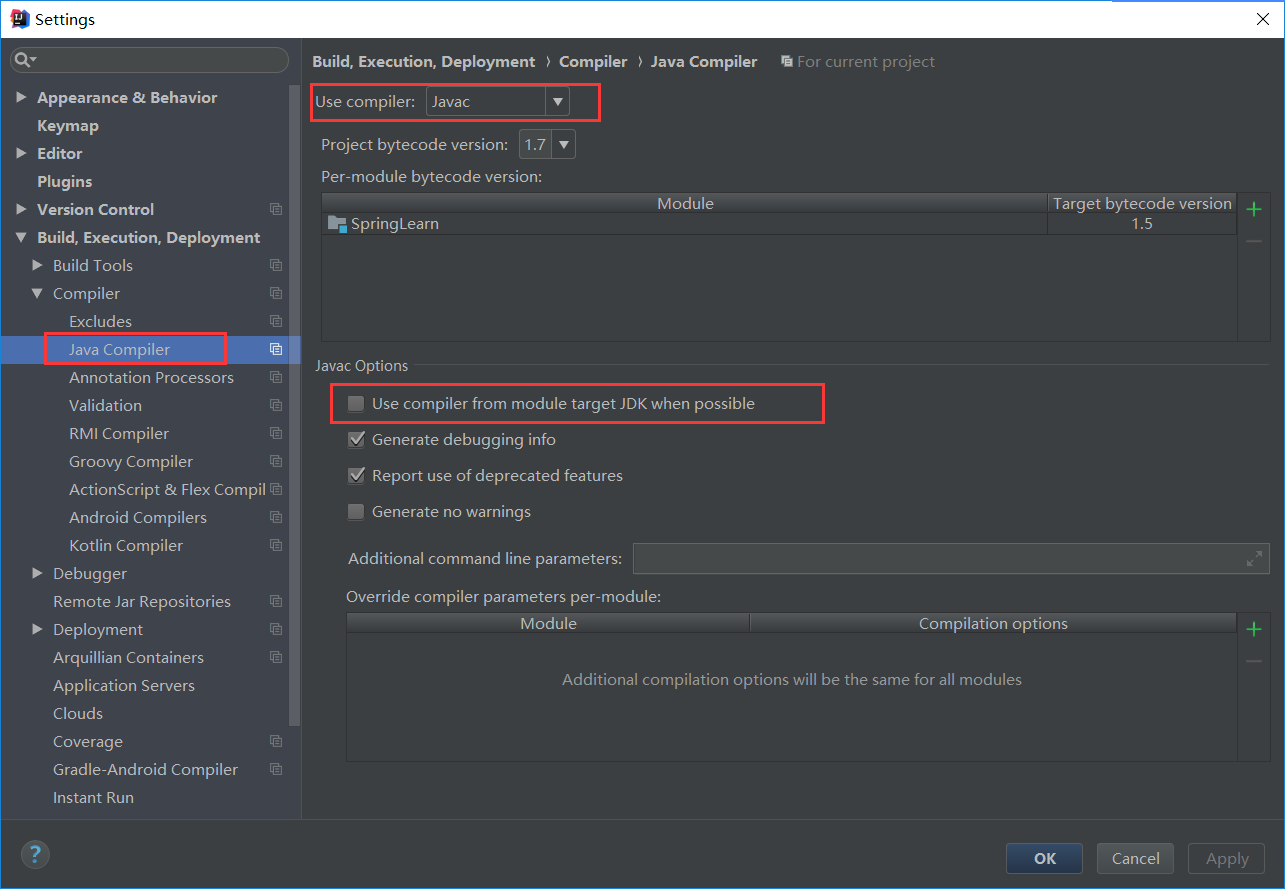 Settings
Appearance & Behavior
Keymap
Editor
Plugins
Version Control
Build, Execution, Deployment
Build Tools
Compiler
Excludes
Java Compiler
Annotation Processors
Validation
RMI Compiler
Groovy Compiler
ActionScript & Flex Compil
Android Compilers
Kotlin Compiler
Debugger
Remote Jar Repositories
Deployment
Arquillian Containers
Application Servers
Clouds
Coverage
Gradle-Android Compiler
Instant Run
Build, Execution, Deployment › Compiler › Java Compiler For current project
Use compiler: Javac
Project bytecode version: 1.7
Per-module bytecode version:
Module Target bytecode version
SpringLearn 1.5
Javac Options
Use compiler from module target JDK when possible
Generate debugging info
Report use of deprecated features
Generate no warnings
Additional command line parameters:
Override compiler parameters per-module:
Module Compilation options
Additional compilation options will be the same for all modules
? OK Cancel Apply